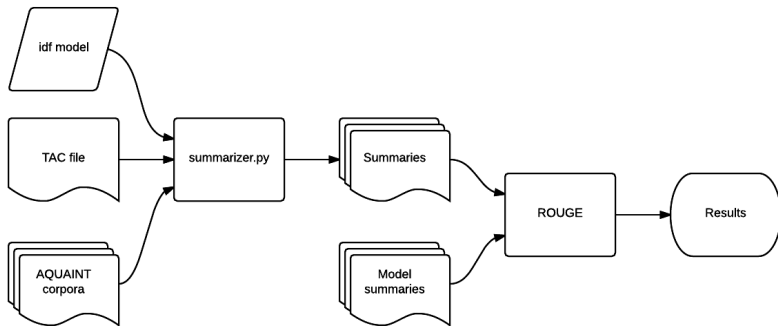 idf model
TAC file
summarizer.py
Summaries
ROUGE
Results
AQUAINT
corpora
Model
summaries